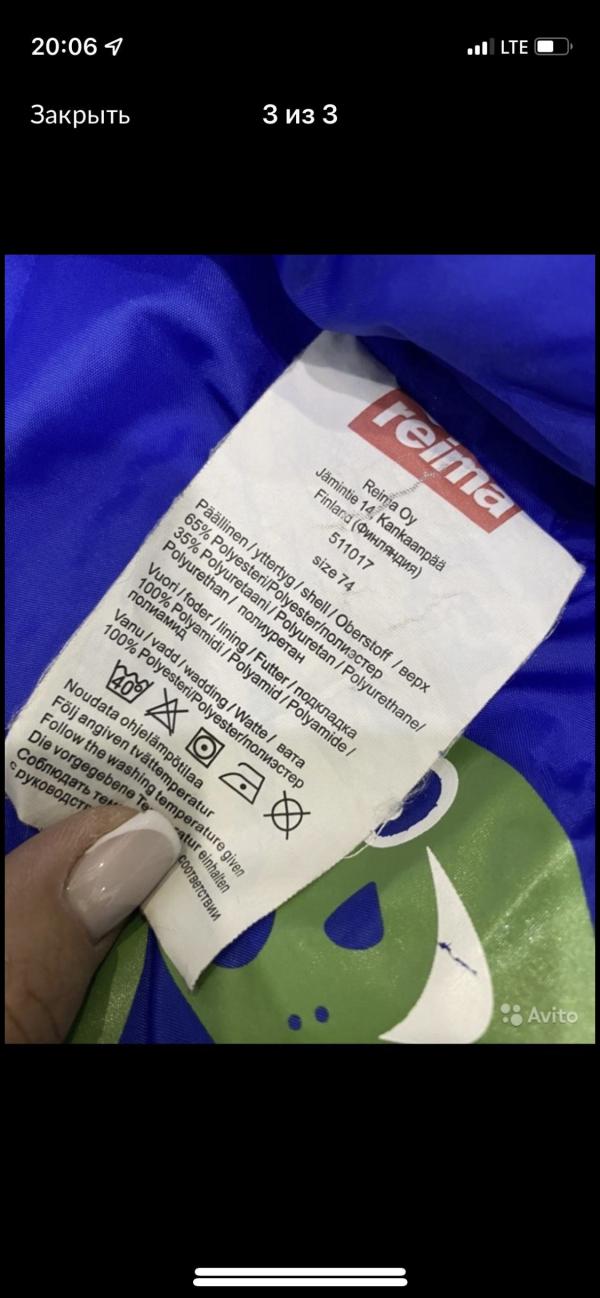 20:06
LTE
Закрыть
3 из 3
reima
Reima Oy
Jämintie 14, Kankaanpää
Finland (Финляндия)
511017
size 74
Päällinen / yttertyg / shell / Oberstoff / верх
65% Polyesteri/Polyester/полиэстер
35% Polyuretaani / Polyuretan / Polyurethane/
Polyurethan / полиуретан
Vuori / foder / lining / Futter / подкладка
100% Polyamidi / Polyamid / Polyamide /
полиамид
Vanu / vadd / wadding / Watte / вата
100% Polyesteri/Polyester/полиэстер
40°
Noudata ohjelämpötilaa
Följ angiven tvättemperatur
Follow the washing temperature given
Die vorgegebene einhalten
Соблюдать соответствии
с
Avito